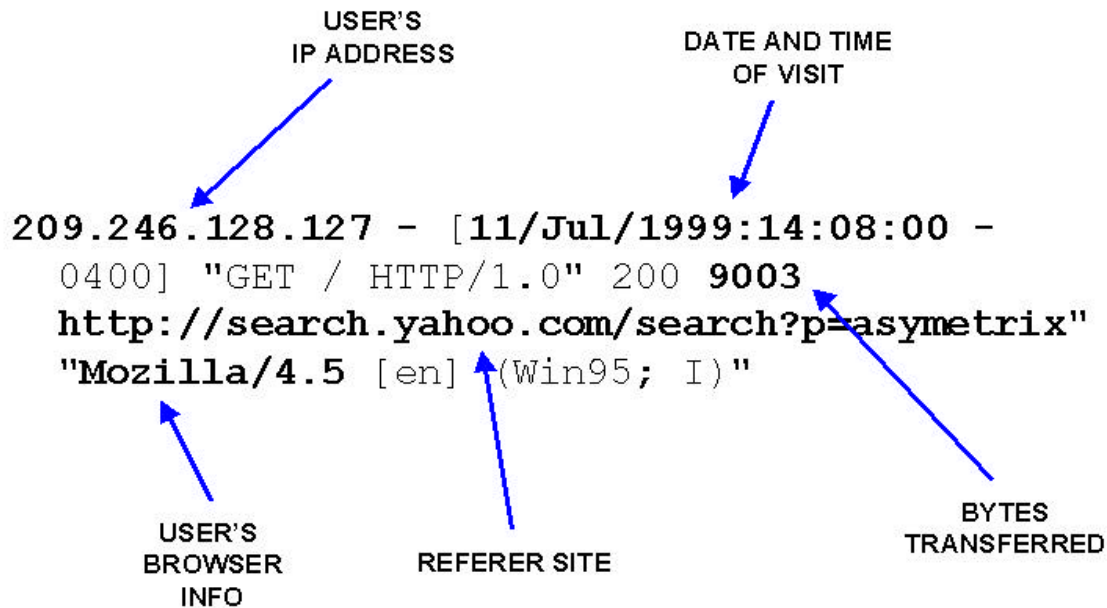 USER'S
IP ADDRESS
DATE AND TIME
OF VISIT
209.246.128.127 - [11/Jul/1999:14:08:00 -
0400] "GET / HTTP/1.0" 200 9003
http://search.yahoo.com/search?p=asymetrix"
"Mozilla/4.5 [en] (Win95; I)"
USER'S
BROWSER
INFO
REFERER SITE
BYTES
TRANSFERRED